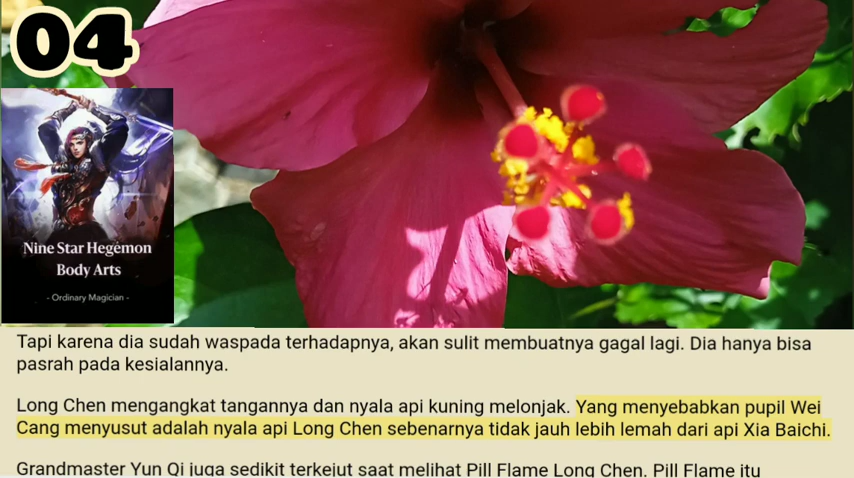 04
Nine Star Hegemon
Body Arts
- Ordinary Magician -
Tapi karena dia sudah waspada terhadapnya, akan sulit membuatnya gagal lagi. Dia hanya bisa
pasrah pada kesialannya.
Long Chen mengangkat tangannya dan nyala api kuning melonjak. Yang menyebabkan pupil Wei
Cang menyusut adalah nyala api Long Chen sebenarnya tidak jauh lebih lemah dari api Xia Baichi.
Grandmaster Yun Qi juga sedikit terkejut saat melihat Pill Flame Long Chen. Pill Flame itu